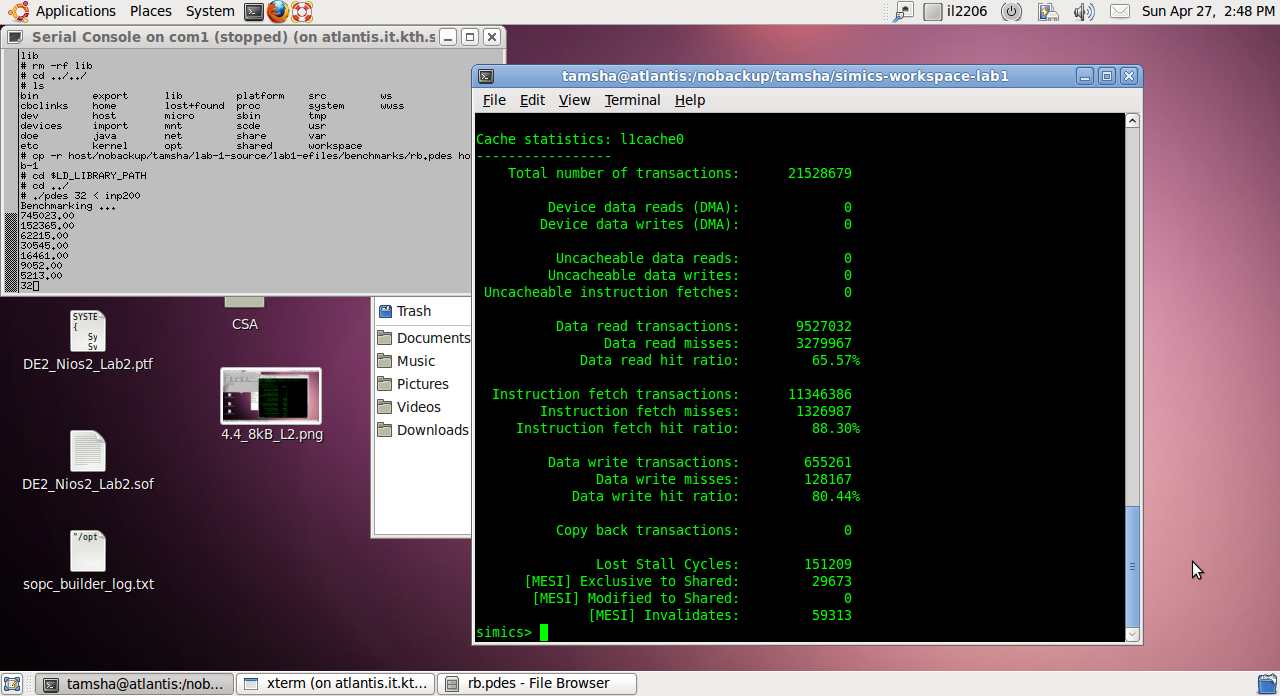 Applications Places System il2206 Sun Apr 27, 2:48 PM
Serial Console on com1 (stopped) (on atlantis.it.kth.s
lib
# rm -rf lib
# cd ../../
# ls
bin export lib platform src ws
cbclinks home lost+found proc system wwss
dev host micro sbin tmp
devices import mnt scde usr
doe java net share var
etc kernel opt shared workspace
# cp -r host/nobackup/tamsha/lab-1-source/lab1-efiles/benchmarks/rb.pdes ho
b-1
# cd $LD_LIBRARY_PATH
# cd ../
# ./pdes 32 < inp200
Benchmarking ...
745023.00
152365.00
62215.00
30545.00
16461.00
9052.00
5213.00
32
CSA
SYSTE
{
Sy
Sv
DE2_Nios2_Lab2.ptf
4.4_8kB_L2.png
DE2_Nios2_Lab2.sof
"/opt
sopc_builder_log.txt
Trash
Documents
Music
Pictures
Videos
Downloads
tamsha@atlantis:/nobackup/tamsha/simics-workspace-lab1
File Edit View Terminal Help
Cache statistics: l1cache0
-----------------
Total number of transactions: 21528679
Device data reads (DMA): 0
Device data writes (DMA): 0
Uncacheable data reads: 0
Uncacheable data writes: 0
Uncacheable instruction fetches: 0
Data read transactions: 9527032
Data read misses: 3279967
Data read hit ratio: 65.57%
Instruction fetch transactions: 11346386
Instruction fetch misses: 1326987
Instruction fetch hit ratio: 88.30%
Data write transactions: 655261
Data write misses: 128167
Data write hit ratio: 80.44%
Copy back transactions: 0
Lost Stall Cycles: 151209
[MESI] Exclusive to Shared: 29673
[MESI] Modified to Shared: 0
[MESI] Invalidates: 59313
simics>
tamsha@atlantis:/nob... xterm (on atlantis.it.kt... rb.pdes - File Browser